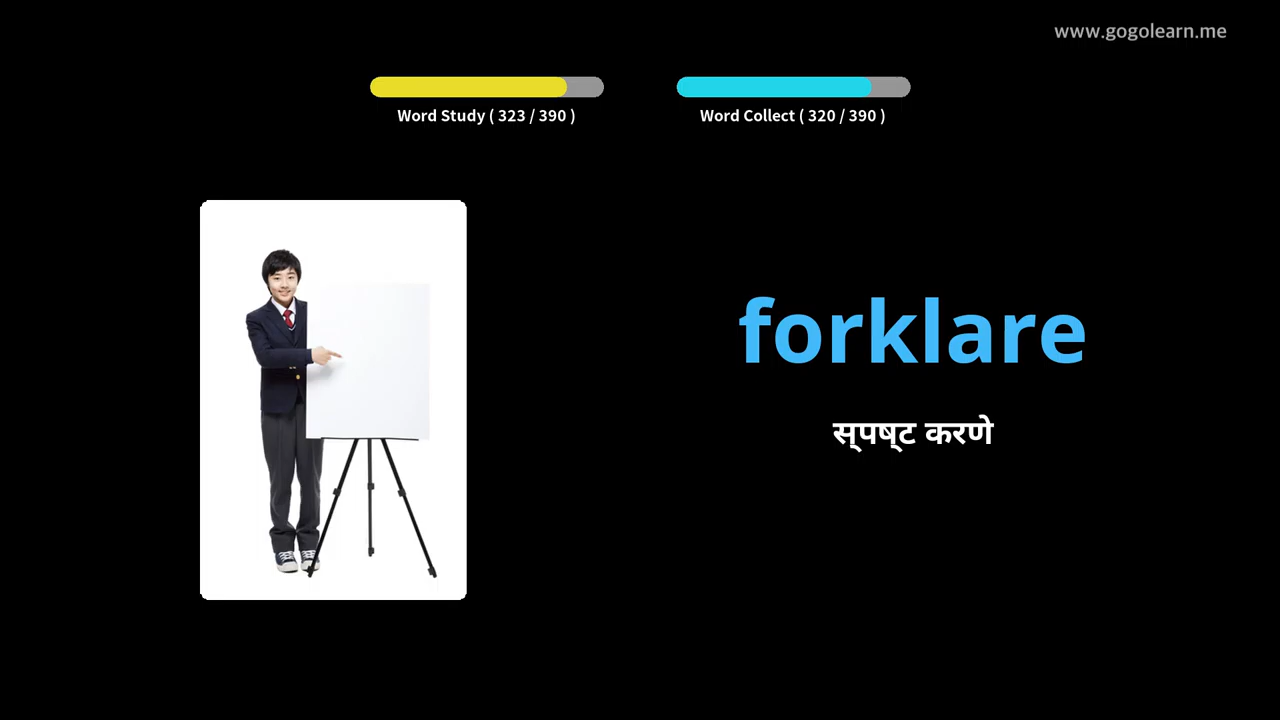 www.gogolearn.me
Word Study ( 323 / 390 )
Word Collect ( 320 / 390 )
forklare
स्पष्ट करणे